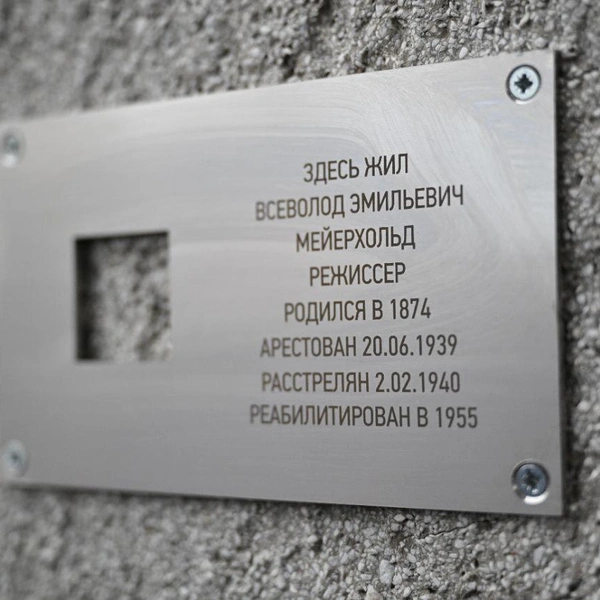 ЗДЕСЬ ЖИЛ
ВСЕВОЛОД ЭМИЛЬЕВИЧ
МЕЙЕРХОЛЬД
РЕЖИССЕР
РОДИЛСЯ В 1874
АРЕСТОВАН 20.06.1939
РАССТРЕЛЯН 2.02.1940
РЕАБИЛИТИРОВАН В 1955